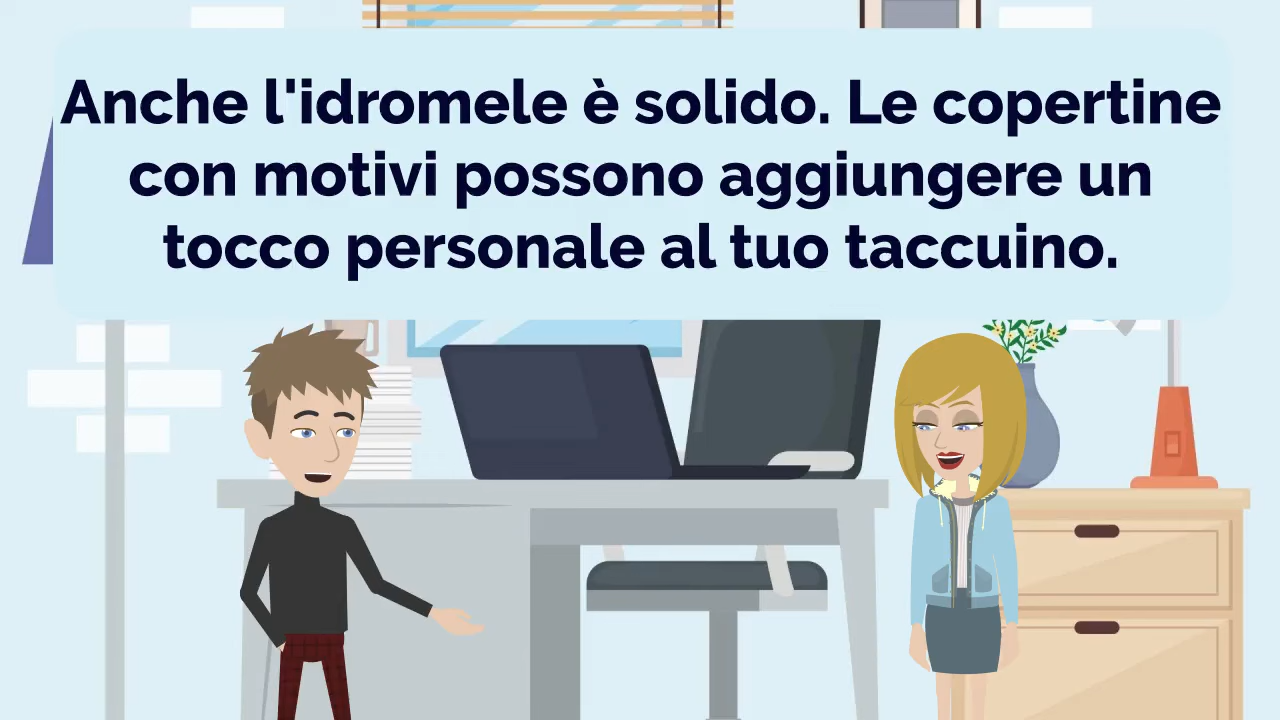 Anche l'idromele è solido. Le copertine
con motivi possono aggiungere un
tocco personale al tuo taccuino.